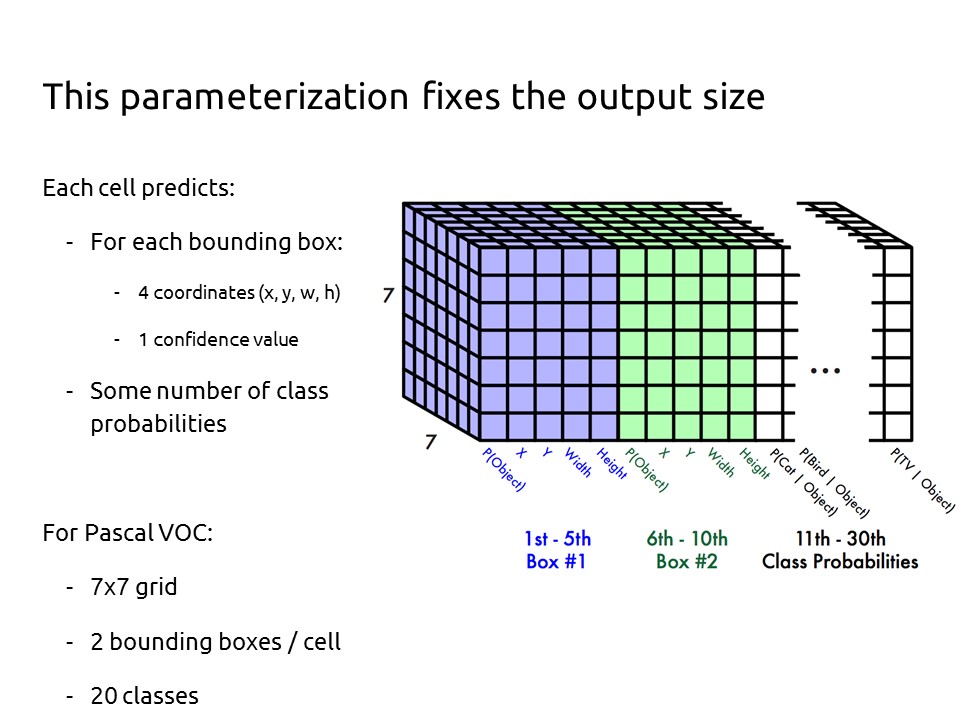 This parameterization fixes the output size
Each cell predicts:
- For each bounding box:
- 4 coordinates (x, y, w, h)
- 1 confidence value
- Some number of class
probabilities
For Pascal VOC:
- 7x7 grid
- 2 bounding boxes / cell
- 20 classes
7
7
...
P(Object)
X
Y
Width
Height
P(Object)
X
Y
Width
Height
P(Cat | Object)
P(Bird | Object)
P(TV | Object)
1st - 5th
Box #1
6th - 10th
Box #2
11th - 30th
Class Probabilities